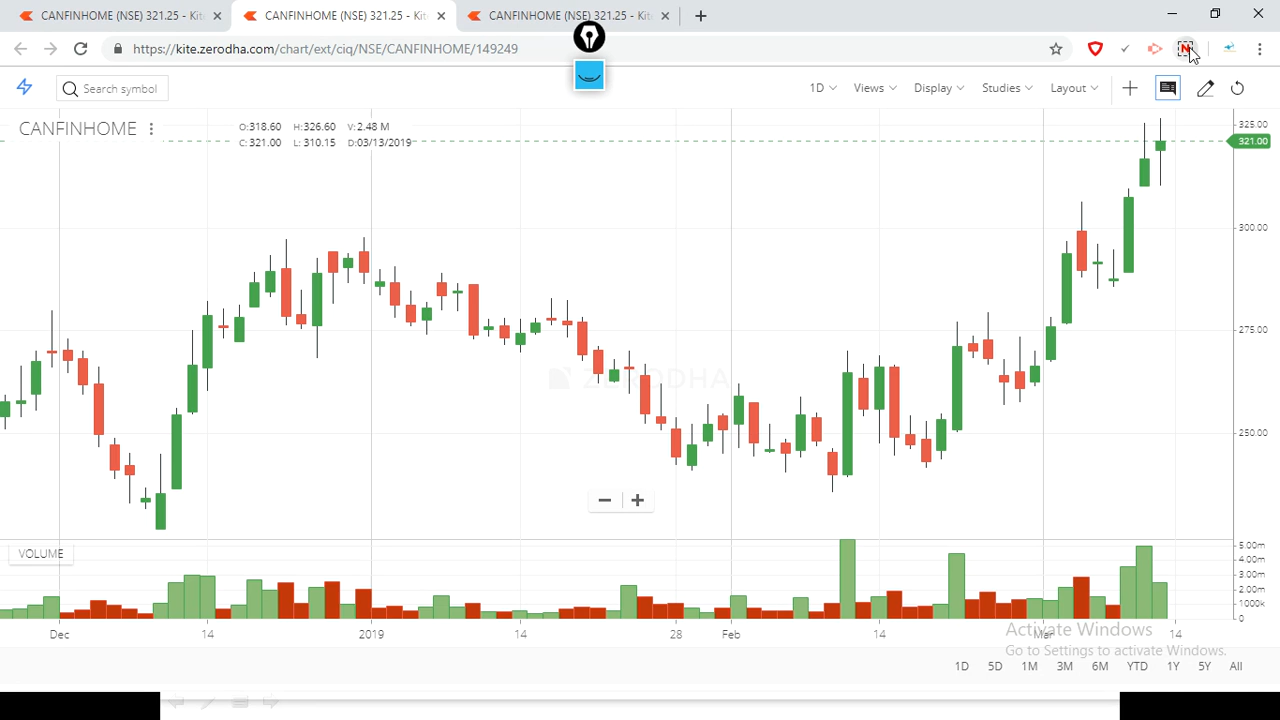 CANFINHOME (NSE) 321.25 - Kite
CANFINHOME (NSE) 321.25 - Kite
CANFINHOME (NSE) 321.25 - Kite
https://kite.zerodha.com/chart/ext/ciq/NSE/CANFINHOME/149249
Search symbol
1D Views Display Studies Layout
CANFINHOME
O:318.60 H:326.60 V:2.48 M
C:321.00 L: 310.15 D:03/13/2019
325.00
321.00
300.00
275.00
250.00
ZERODHA
VOLUME
5.00m
4.00m
3.00m
2.00m
1000k
0
Dec 14 2019 14 28 Feb 14 Mar 14
Activate Windows
Go to Settings to activate Windows.
1D 5D 1M 3M 6M YTD 1Y 5Y All